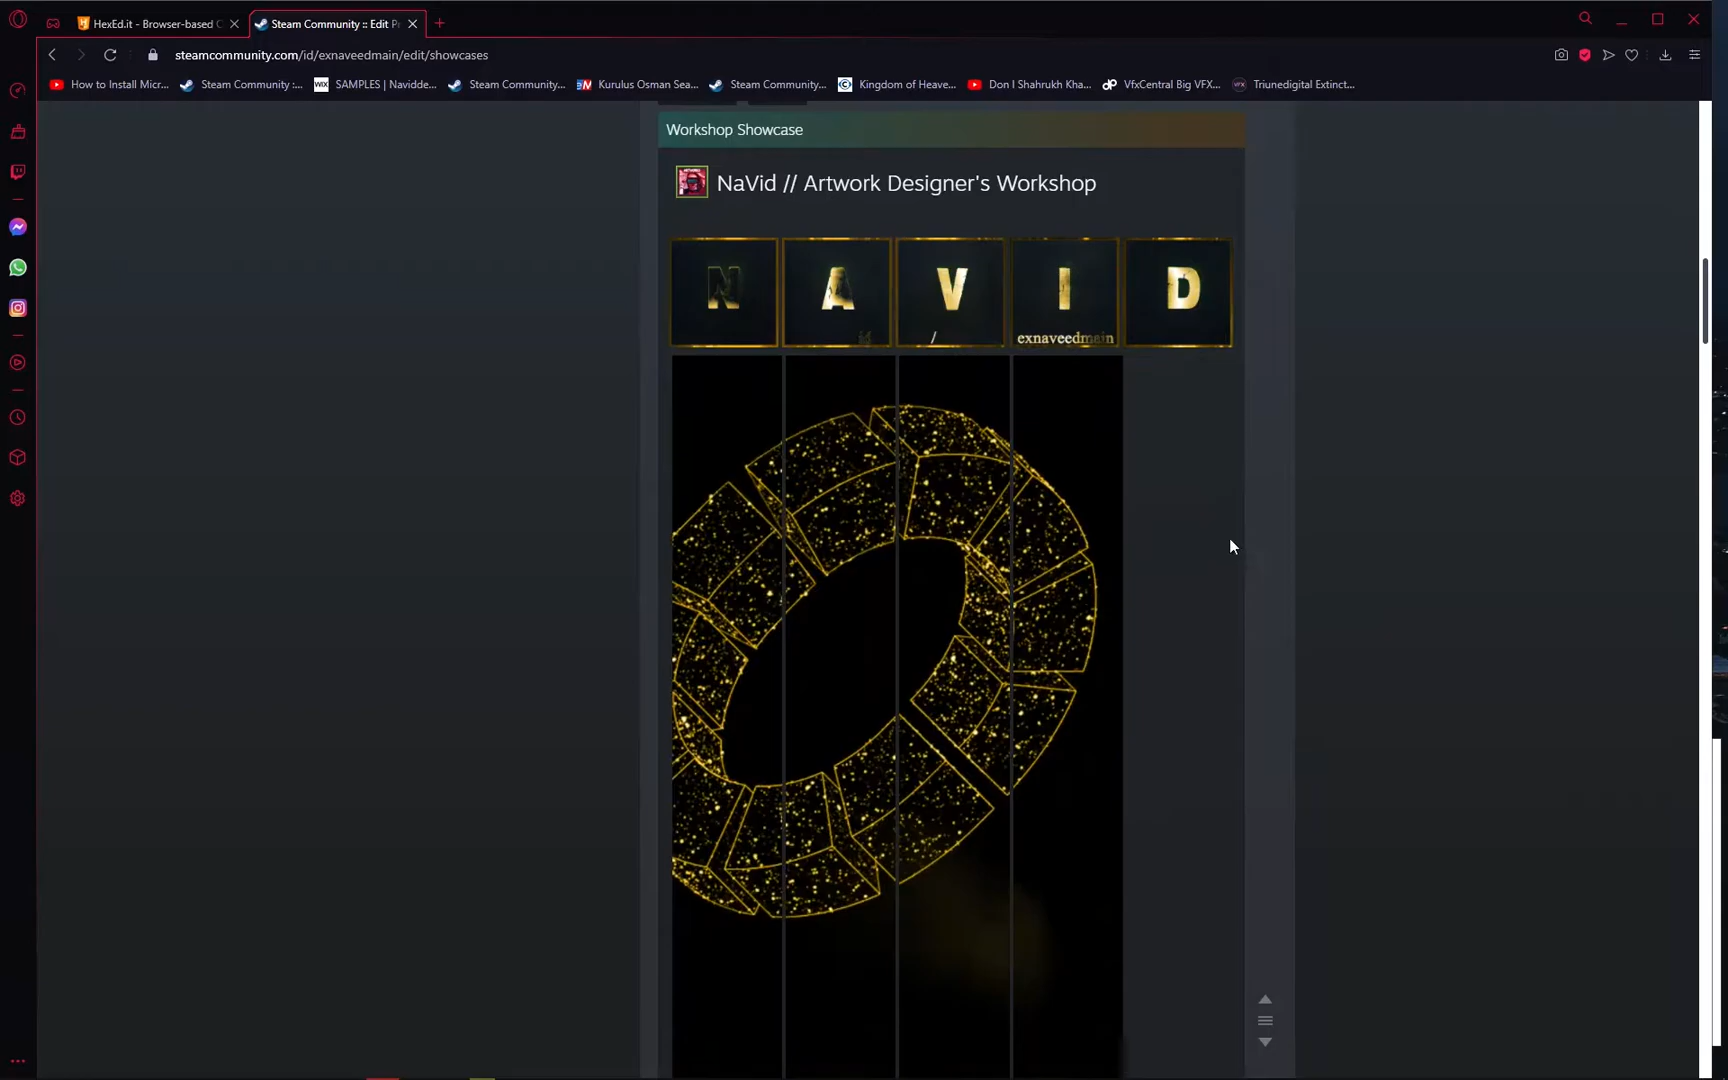 HexEd.it - Browser-based C
Steam Community :: Edit Pr
steamcommunity.com/id/exnaveedmain/edit/showcases
How to Install Micr...
Steam Community :...
SAMPLES | Navidde...
Steam Community...
Kurulus Osman Sea...
Steam Community...
Kingdom of Heave...
Don I Shahrukh Kha...
VfxCentral Big VFX...
Triunedigital Extinct...
Workshop Showcase
NaVid // Artwork Designer's Workshop
N A V I D
/ exnaveedmain